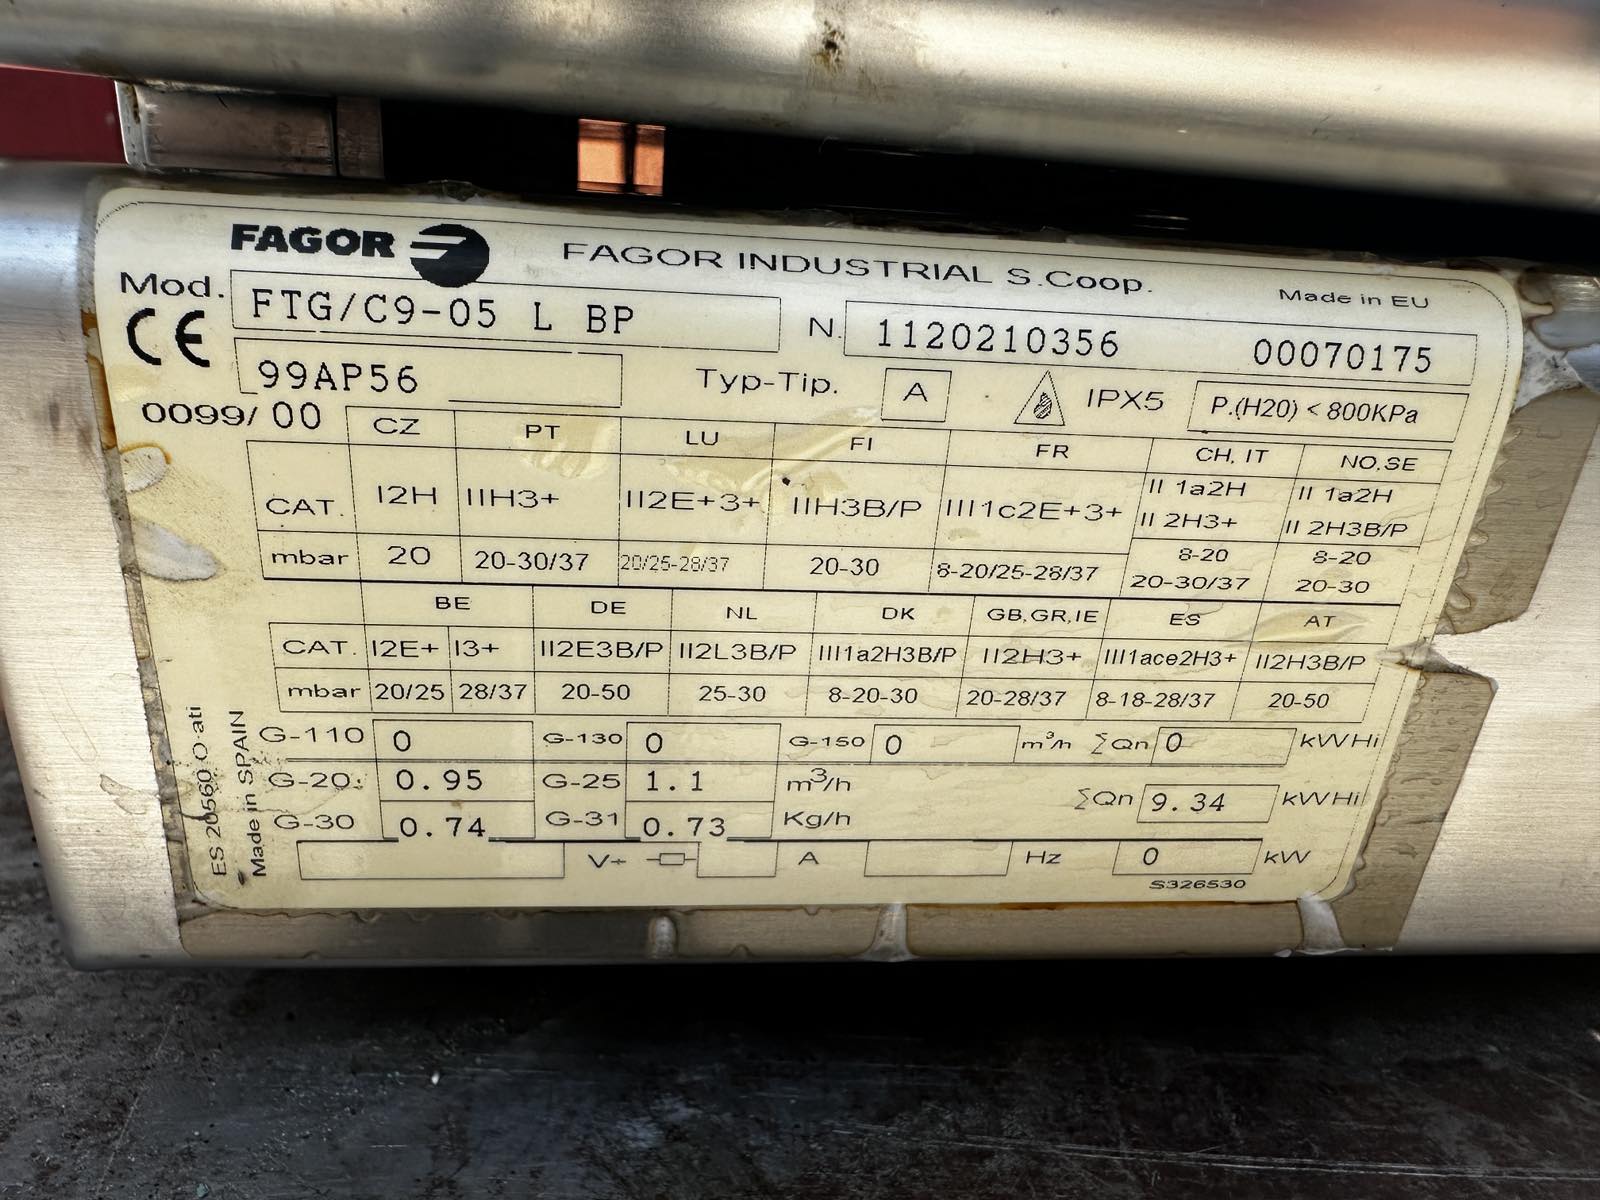 FAGOR FAGOR INDUSTRIAL S.Coop.
Made in EU
Mod. FTG/C9-05 L BP N. 1120210356 00070175
CE 99AP56 Typ-Tip. A IPX5 P.(H20) < 800KPa
0099/ 00
CZ PT LU FI FR CH, IT NO.SE
CAT. I2H IIH3+ II2E+3+ IIH3B/P III1c2E+3+ II 1a2H II 1a2H
II 2H3+ II 2H3B/P
mbar 20 20-30/37 20/25-28/37 20-30 8-20/25-28/37 8-20 8-20
20-30/37 20-30
BE DE NL DK GB,GR,IE ES AT
CAT. I2E+ I3+ II2E3B/P II2L3B/P III1a2H3B/P II2H3+ III1ace2H3+ II2H3B/P
mbar 20/25 28/37 20-50 25-30 8-20-30 20-28/37 8-18-28/37 20-50
G-110 0 G-130 0 G-150 0 m³/h ∑Qn 0 kWHi
G-20: 0.95 G-25 1.1 m³/h ∑Qn 9.34 kWHi
G-30 0.74 G-31 0.73 Kg/h
V~ A Hz 0 kW
S326530
ES 20560 O ati
Made in SPAIN